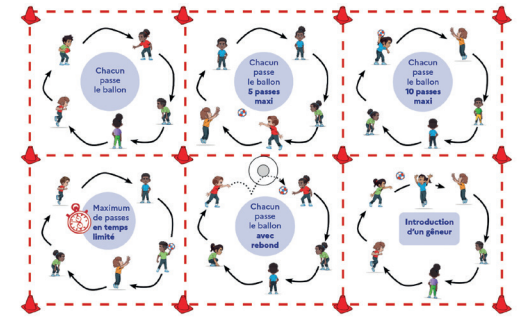 Chacun
passe
le ballon
Chacun
passe
le ballon
5 passes
maxi
Chacun
passe
le ballon
10 passes
maxi
Maximum
de passes
en temps
limité
Chacun
passe
le ballon
avec
rebond
Introduction
d'un gêneur